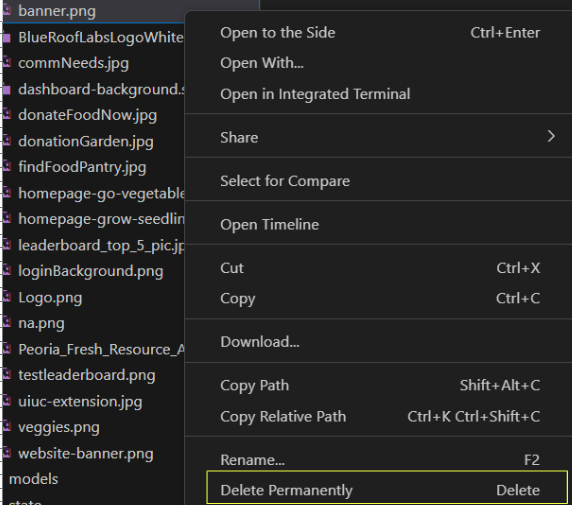 banner.png
BlueRoofLabsLogoWhite
commNeeds.jpg
dashboard-background.s
donateFoodNow.jpg
donationGarden.jpg
findFoodPantry.jpg
homepage-go-vegetable
homepage-grow-seedlin
leaderboard_top_5_pic.jp
loginBackground.png
Logo.png
na.png
Peoria_Fresh_Resource_A
testleaderboard.png
uiuc-extension.jpg
veggies.png
website-banner.png
models
state
Open to the Side Ctrl+Enter
Open With...
Open in Integrated Terminal
Share
Select for Compare
Open Timeline
Cut Ctrl+X
Copy Ctrl+C
Download...
Copy Path Shift+Alt+C
Copy Relative Path Ctrl+K Ctrl+Shift+C
Rename... F2
Delete Permanently Delete